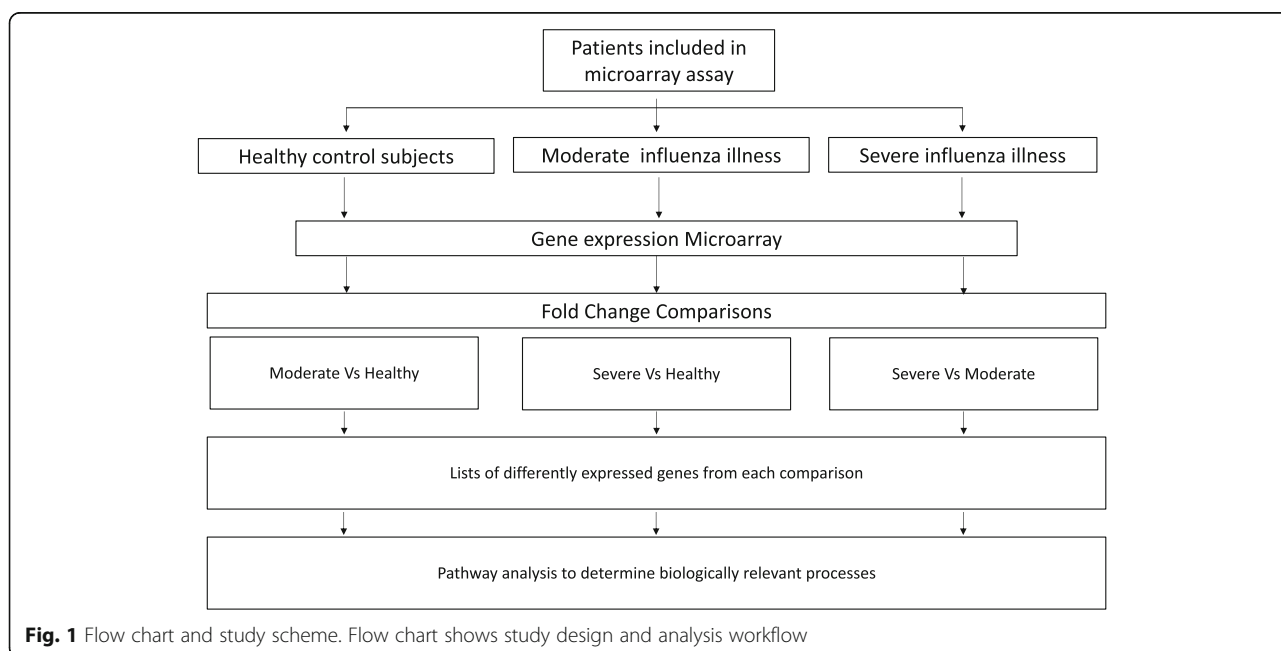 Patients included in
microarray assay
Healthy control subjects
Moderate influenza illness
Severe influenza illness
Gene expression Microarray
Fold Change Comparisons
Moderate Vs Healthy
Severe Vs Healthy
Severe Vs Moderate
Lists of differently expressed genes from each comparison
Pathway analysis to determine biologically relevant processes
Fig. 1 Flow chart and study scheme. Flow chart shows study design and analysis workflow